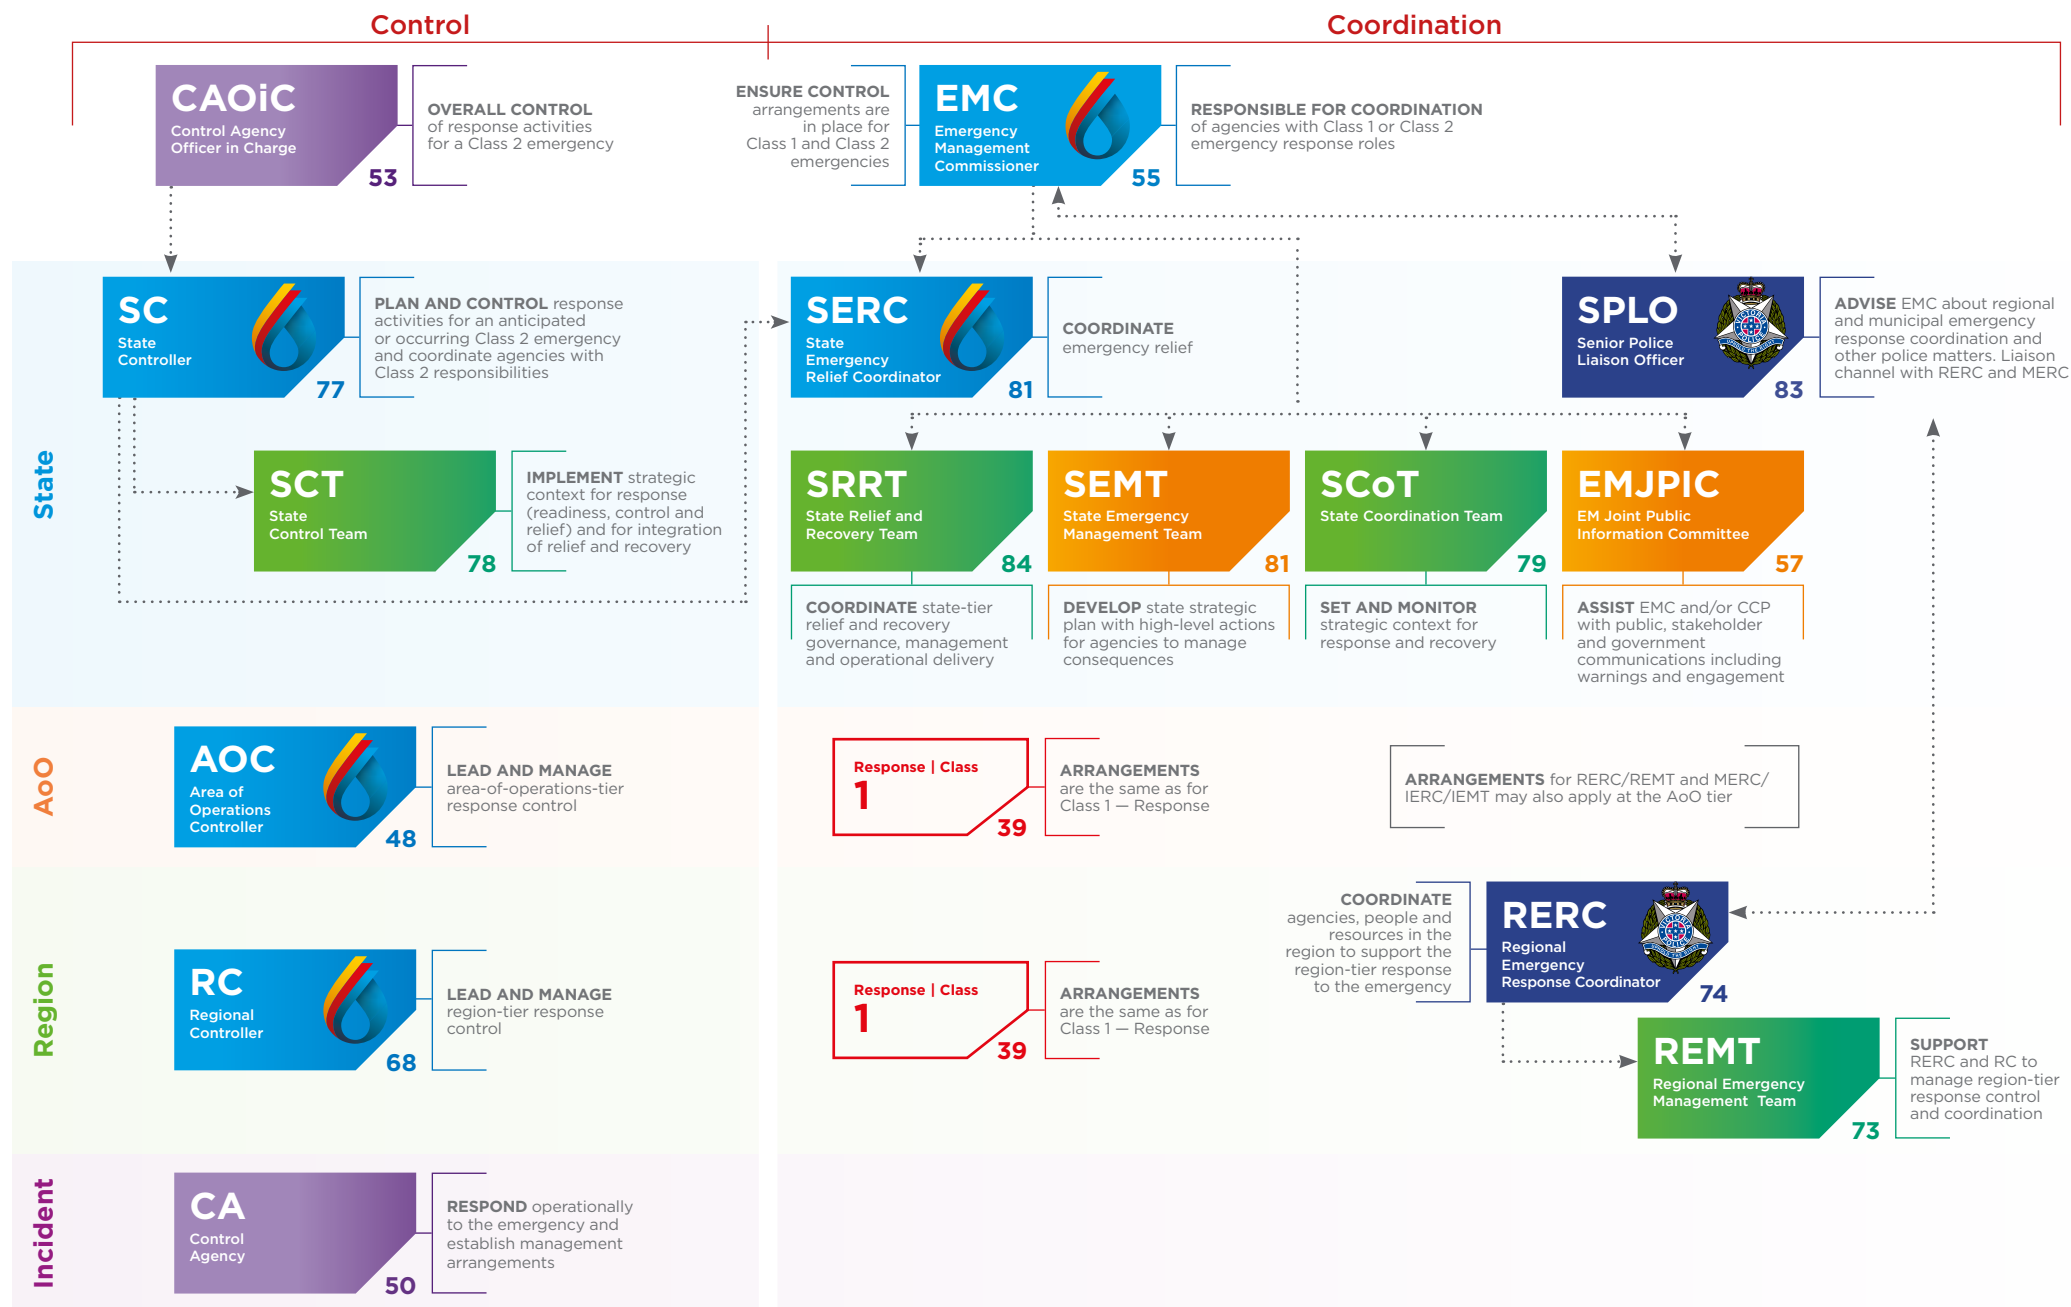 Control
Coordination
CAOiC
Control Agency
Officer in Charge
53
OVERALL CONTROL
of response activities
for a Class 2 emergency
ENSURE CONTROL
arrangements are
in place for
Class 1 and Class 2
emergencies
EMC
Emergency
Management
Commissioner
55
RESPONSIBLE FOR COORDINATION
of agencies with Class 1 or Class 2
emergency response roles
State
SC
State
Controller
77
PLAN AND CONTROL response
activities for an anticipated
or occurring Class 2 emergency
and coordinate agencies with
Class 2 responsibilities
SERC
State
Emergency
Relief Coordinator
81
COORDINATE
emergency relief
SPLO
Senior Police
Liaison Officer
VICTORIA
POLICE
83
ADVISE EMC about regional
and municipal emergency
response coordination and
other police matters. Liaison
channel with RERC and MERC
SCT
State
Control Team
78
IMPLEMENT strategic
context for response
(readiness, control and
relief) and for integration
of relief and recovery
SRRT
State Relief and
Recovery Team
84
COORDINATE state-tier
relief and recovery
governance, management
and operational delivery
SEMT
State Emergency
Management Team
81
DEVELOP state strategic
plan with high-level actions
for agencies to manage
consequences
SCoT
State Coordination Team
79
SET AND MONITOR
strategic context for
response and recovery
EMJPIC
EM Joint Public
Information Committee
57
ASSIST EMC and/or CCP
with public, stakeholder
and government
communications including
warnings and engagement
AoO
AOC
Area of
Operations
Controller
48
LEAD AND MANAGE
area-of-operations-tier
response control
Response | Class
1
39
ARRANGEMENTS
are the same as for
Class 1 — Response
ARRANGEMENTS for RERC/REMT and MERC/
IERC/IEMT may also apply at the AoO tier
Region
RC
Regional
Controller
68
LEAD AND MANAGE
region-tier response
control
Response | Class
1
39
ARRANGEMENTS
are the same as for
Class 1 — Response
COORDINATE
agencies, people and
resources in the
region to support the
region-tier response
to the emergency
RERC
Regional
Emergency
Response Coordinator
VICTORIA
POLICE
74
REMT
Regional Emergency
Management Team
73
SUPPORT
RERC and RC to
manage region-tier
response control
and coordination
Incident
CA
Control
Agency
50
RESPOND operationally
to the emergency and
establish management
arrangements